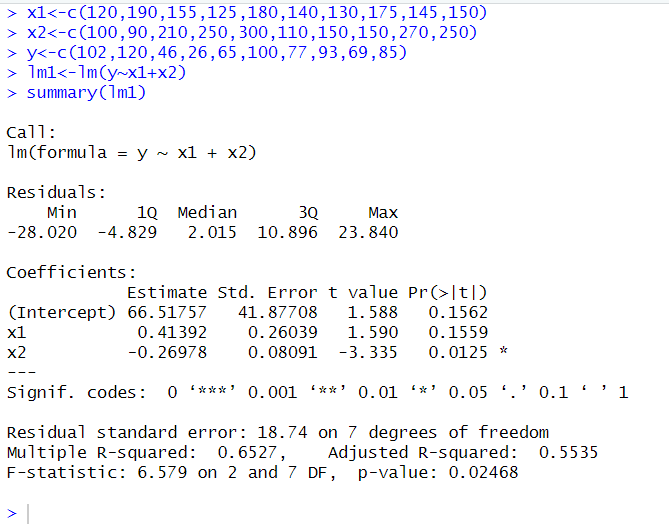 > x1<-c(120,190,155,125,180,140,130,175,145,150)
> x2<-c(100,90,210,250,300,110,150,150,270,250)
> y<-c(102,120,46,26,65,100,77,93,69,85)
> lm1<-lm(y~x1+x2)
> summary(lm1)
Call:
lm(formula = y ~ x1 + x2)
Residuals:
    Min      1Q  Median      3Q     Max
-28.020  -4.829   2.015  10.896  23.840
Coefficients:
            Estimate Std. Error t value Pr(>|t|)
(Intercept) 66.51757   41.87708   1.588   0.1562
x1           0.41392    0.26039   1.590   0.1559
x2          -0.26978    0.08091  -3.335   0.0125 *
---
Signif. codes:  0 ‘***’ 0.001 ‘**’ 0.01 ‘*’ 0.05 ‘.’ 0.1 ‘ ’ 1
Residual standard error: 18.74 on 7 degrees of freedom
Multiple R-squared:  0.6527,    Adjusted R-squared:  0.5535
F-statistic: 6.579 on 2 and 7 DF,  p-value: 0.02468
>